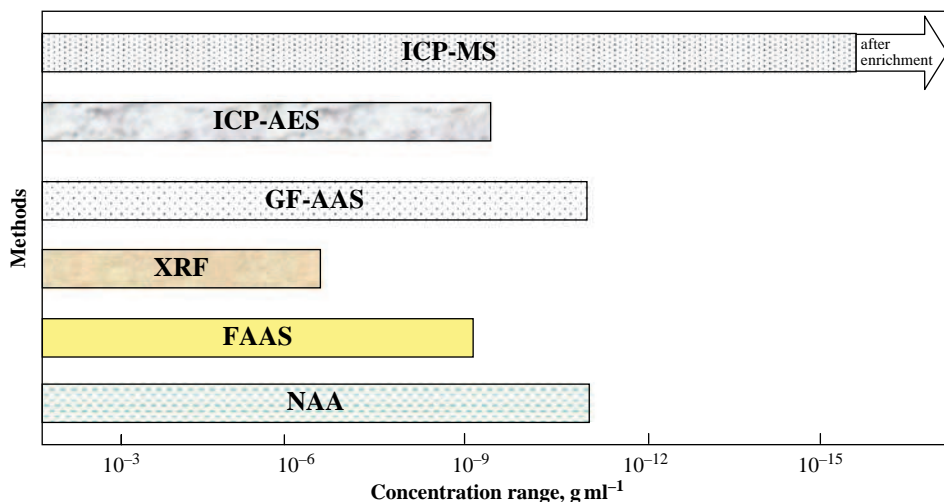 ICP-MS
after
enrichment
ICP-AES
GF-AAS
XRF
FAAS
NAA
Methods
10⁻³ 10⁻⁶ 10⁻⁹ 10⁻¹² 10⁻¹⁵
Concentration range, g ml⁻¹